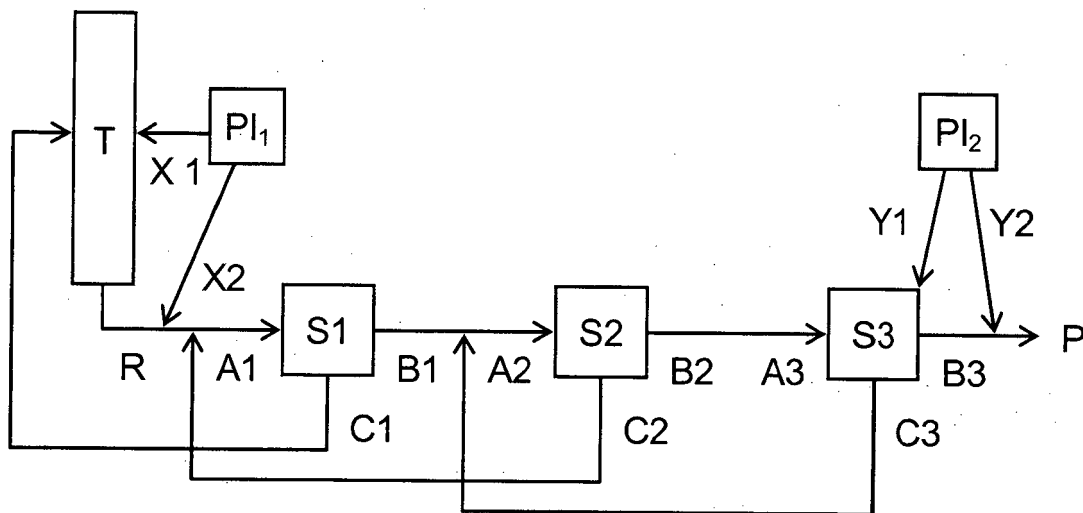 T
X 1
PI₁
PI₂
X2
Y1
Y2
R
A1
S1
B1
A2
S2
B2
A3
S3
B3
P
C1
C2
C3